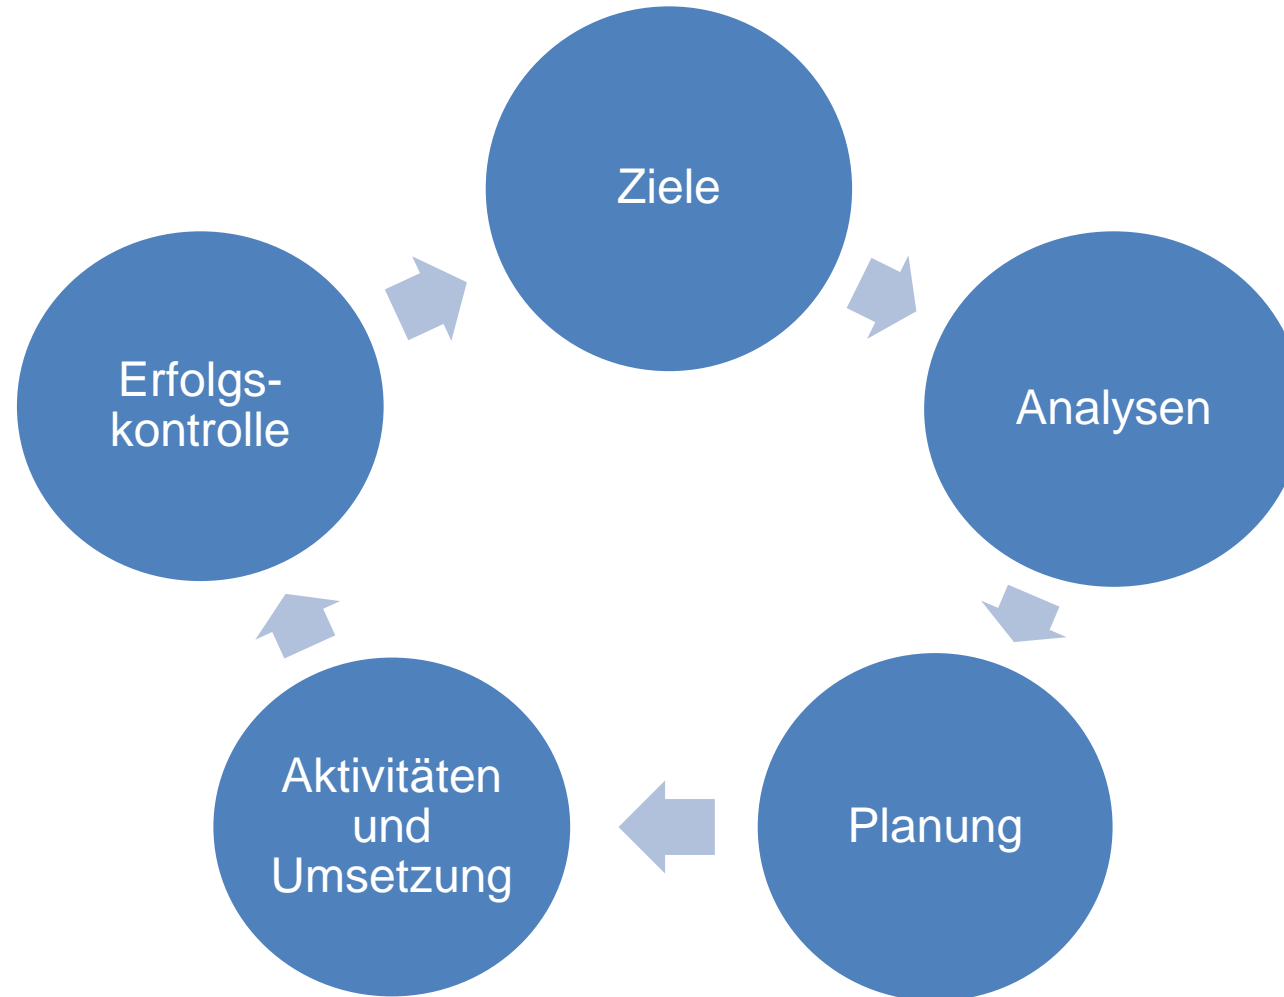 Ziele
Analysen
Planung
Aktivitäten
und
Umsetzung
Erfolgs-
kontrolle